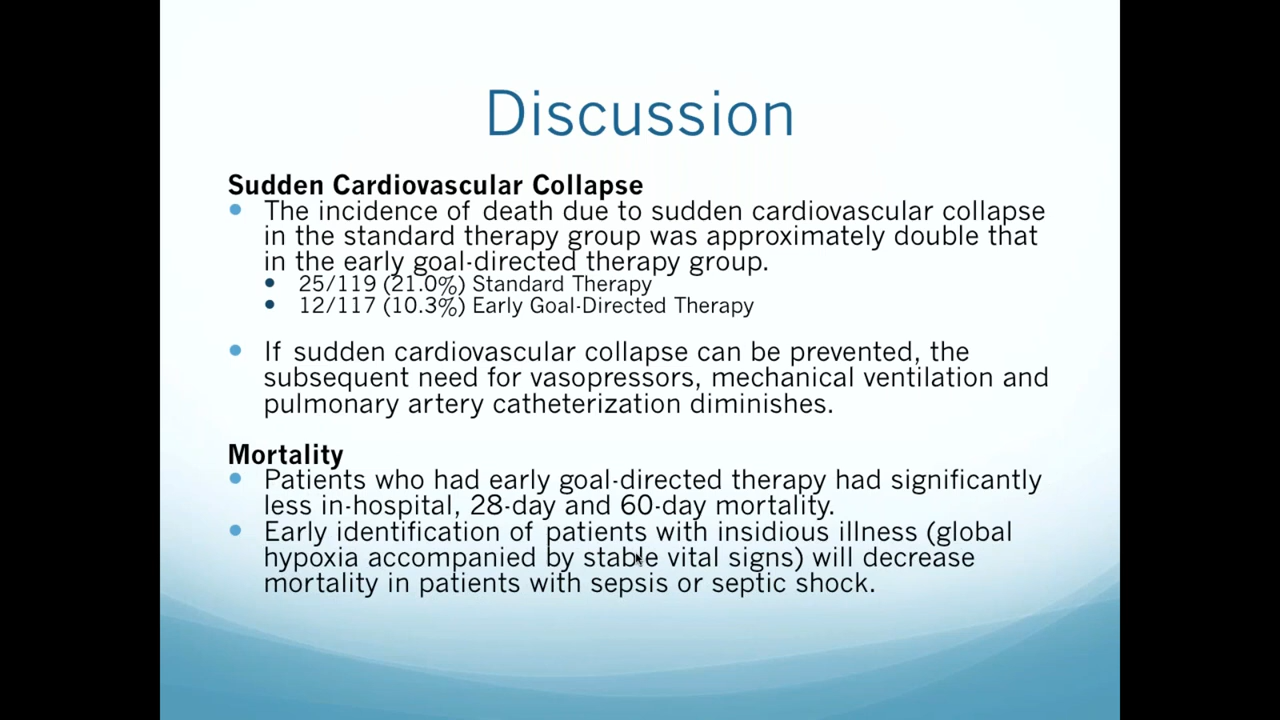 Discussion
Sudden Cardiovascular Collapse
• The incidence of death due to sudden cardiovascular collapse
in the standard therapy group was approximately double that
in the early goal-directed therapy group.
• 25/119 (21.0%) Standard Therapy
• 12/117 (10.3%) Early Goal-Directed Therapy
• If sudden cardiovascular collapse can be prevented, the
subsequent need for vasopressors, mechanical ventilation and
pulmonary artery catheterization diminishes.
Mortality
• Patients who had early goal-directed therapy had significantly
less in-hospital, 28-day and 60-day mortality.
• Early identification of patients with insidious illness (global
hypoxia accompanied by stable vital signs) will decrease
mortality in patients with sepsis or septic shock.